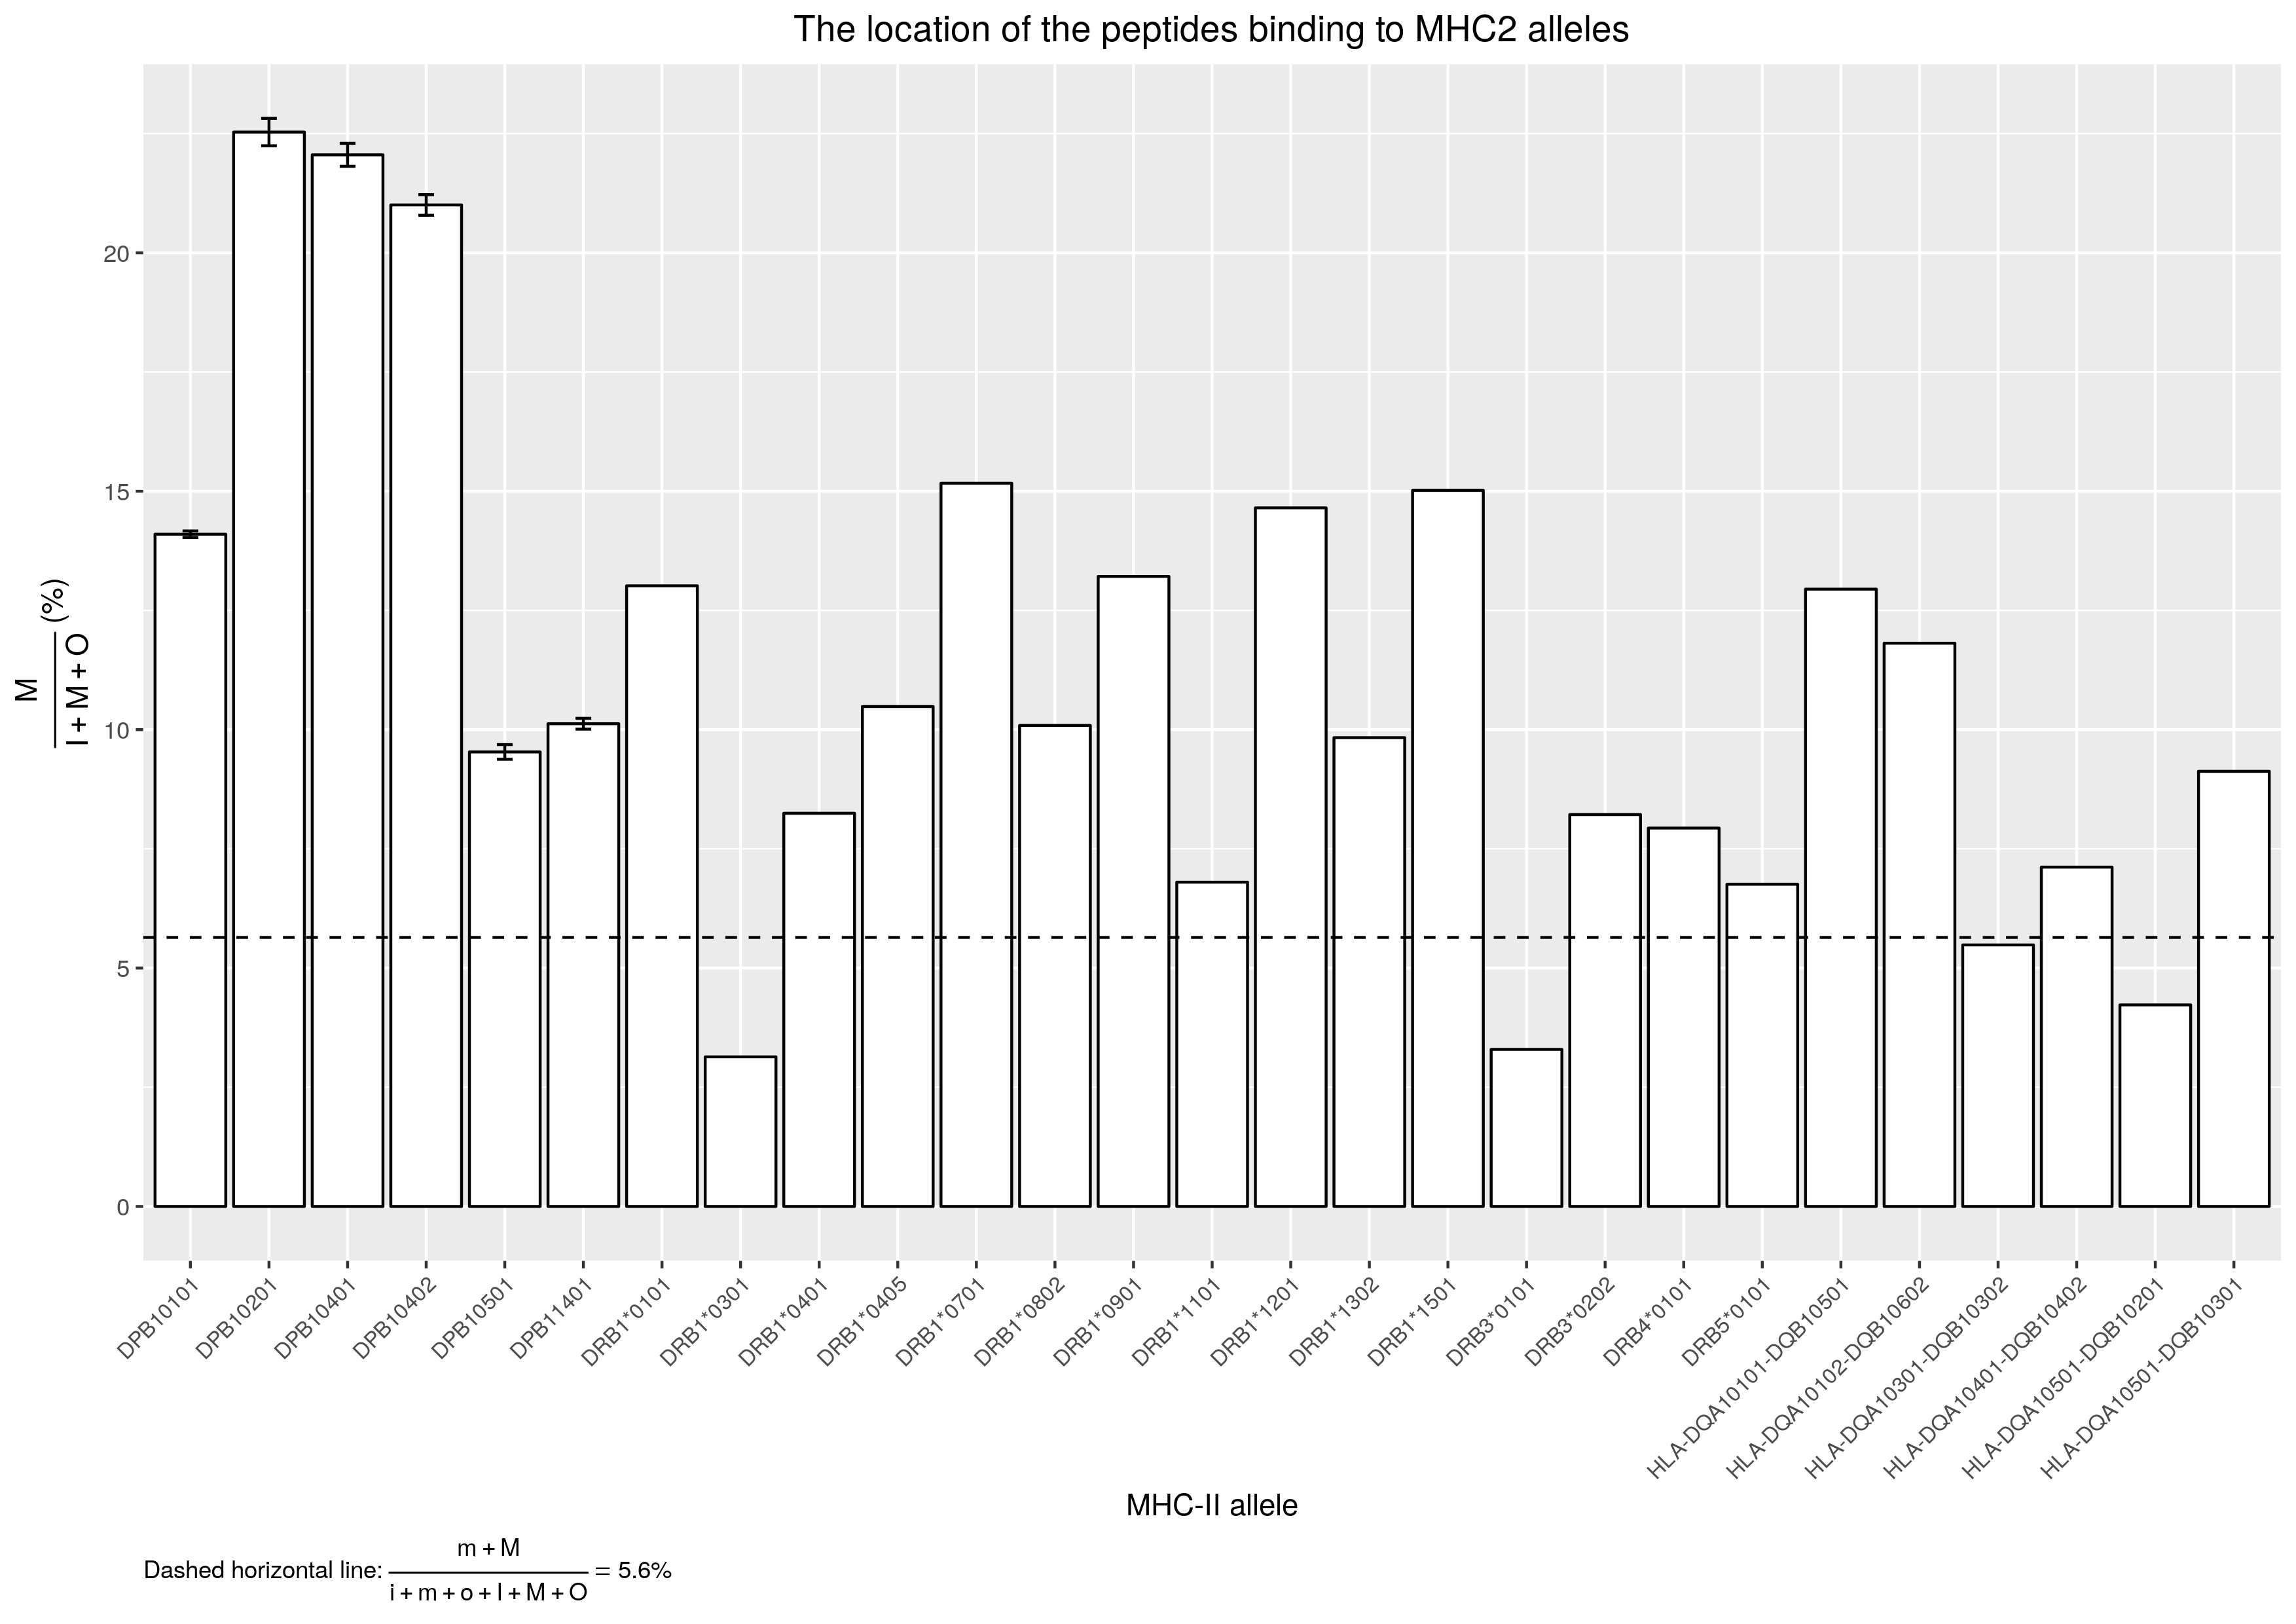 The location of the peptides binding to MHC2 alleles
M
I + M + O
(%)
20
15
10
5
0
DPB10101
DPB10201
DPB10401
DPB10402
DPB10501
DPB11401
DRB1*0101
DRB1*0301
DRB1*0401
DRB1*0405
DRB1*0701
DRB1*0802
DRB1*0901
DRB1*1101
DRB1*1201
DRB1*1302
DRB1*1501
DRB3*0101
DRB3*0202
DRB4*0101
DRB5*0101
HLA-DQA10101-DQB10501
HLA-DQA10102-DQB10602
HLA-DQA10301-DQB10302
HLA-DQA10401-DQB10402
HLA-DQA10501-DQB10201
HLA-DQA10501-DQB10301
MHC-II allele
m + M
Dashed horizontal line: = 5.6%
i + m + o + I + M + O